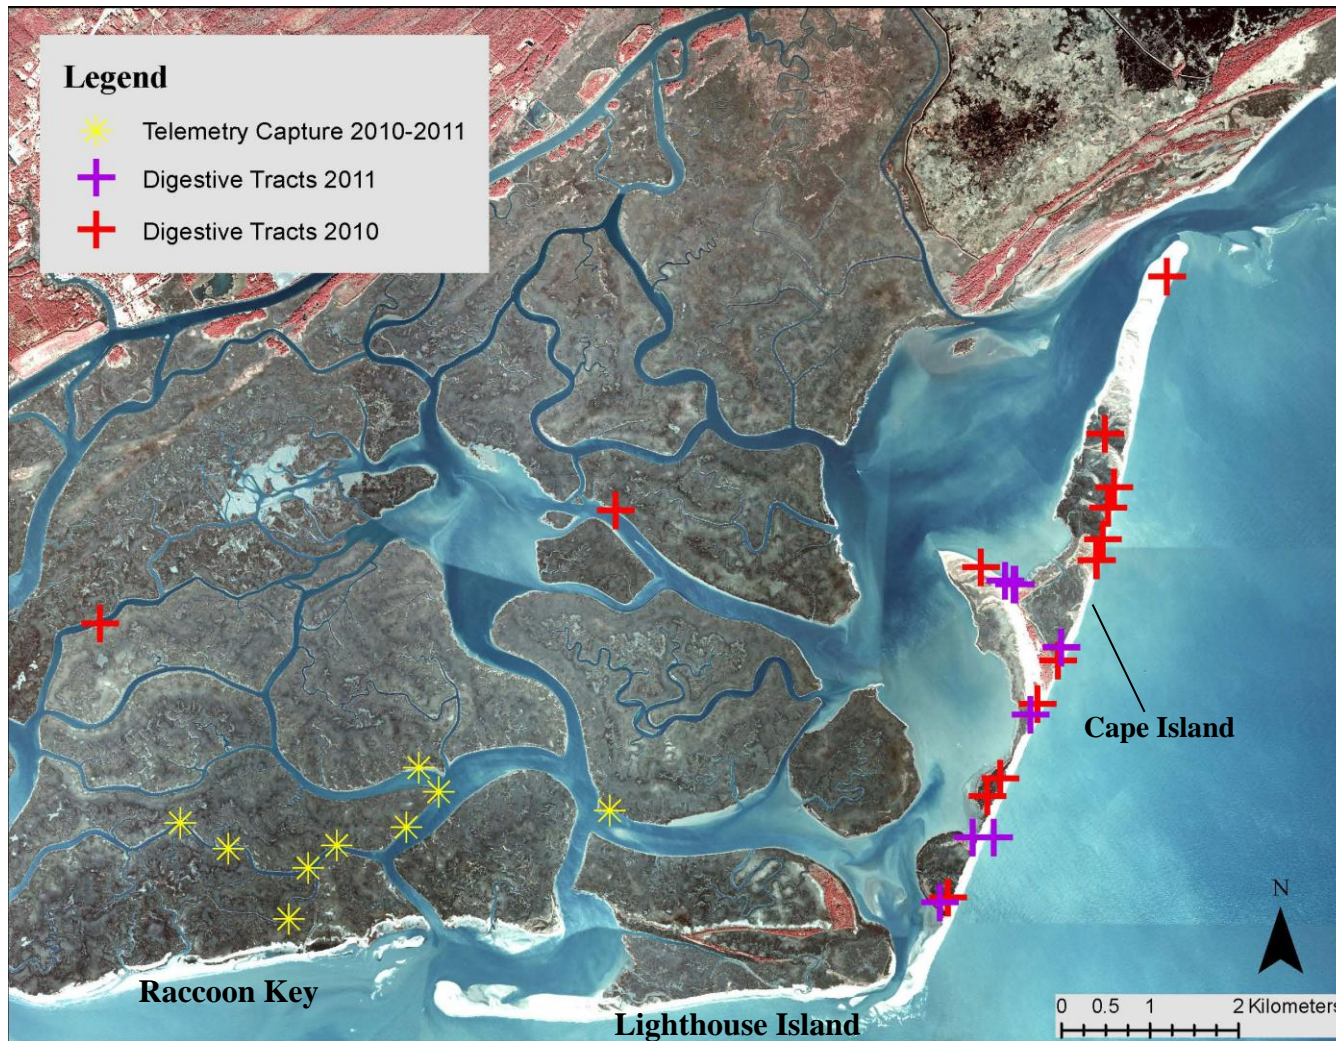 Legend
Telemetry Capture 2010-2011
Digestive Tracts 2011
Digestive Tracts 2010
Cape Island
N
Raccoon Key
Lighthouse Island
0 0.5 1 2 Kilometers